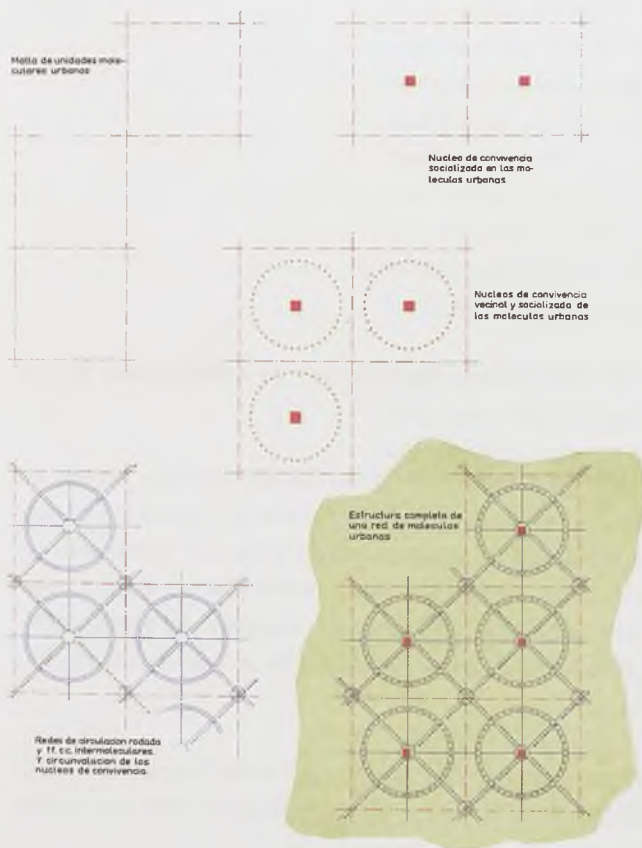 Malla de unidades mole-
culares urbanas
Nucleo de convivencia
socializada en las mo-
leculas urbanas
Nucleos de convivencia
vecinal y socializada de
las moleculas urbanas
Estructura completa de
una red de moleculas
urbanas
Redes de circulacion rodada
y ff. cc. intermoleculares.
Y circunvalacion de los
nucleos de convivencia.